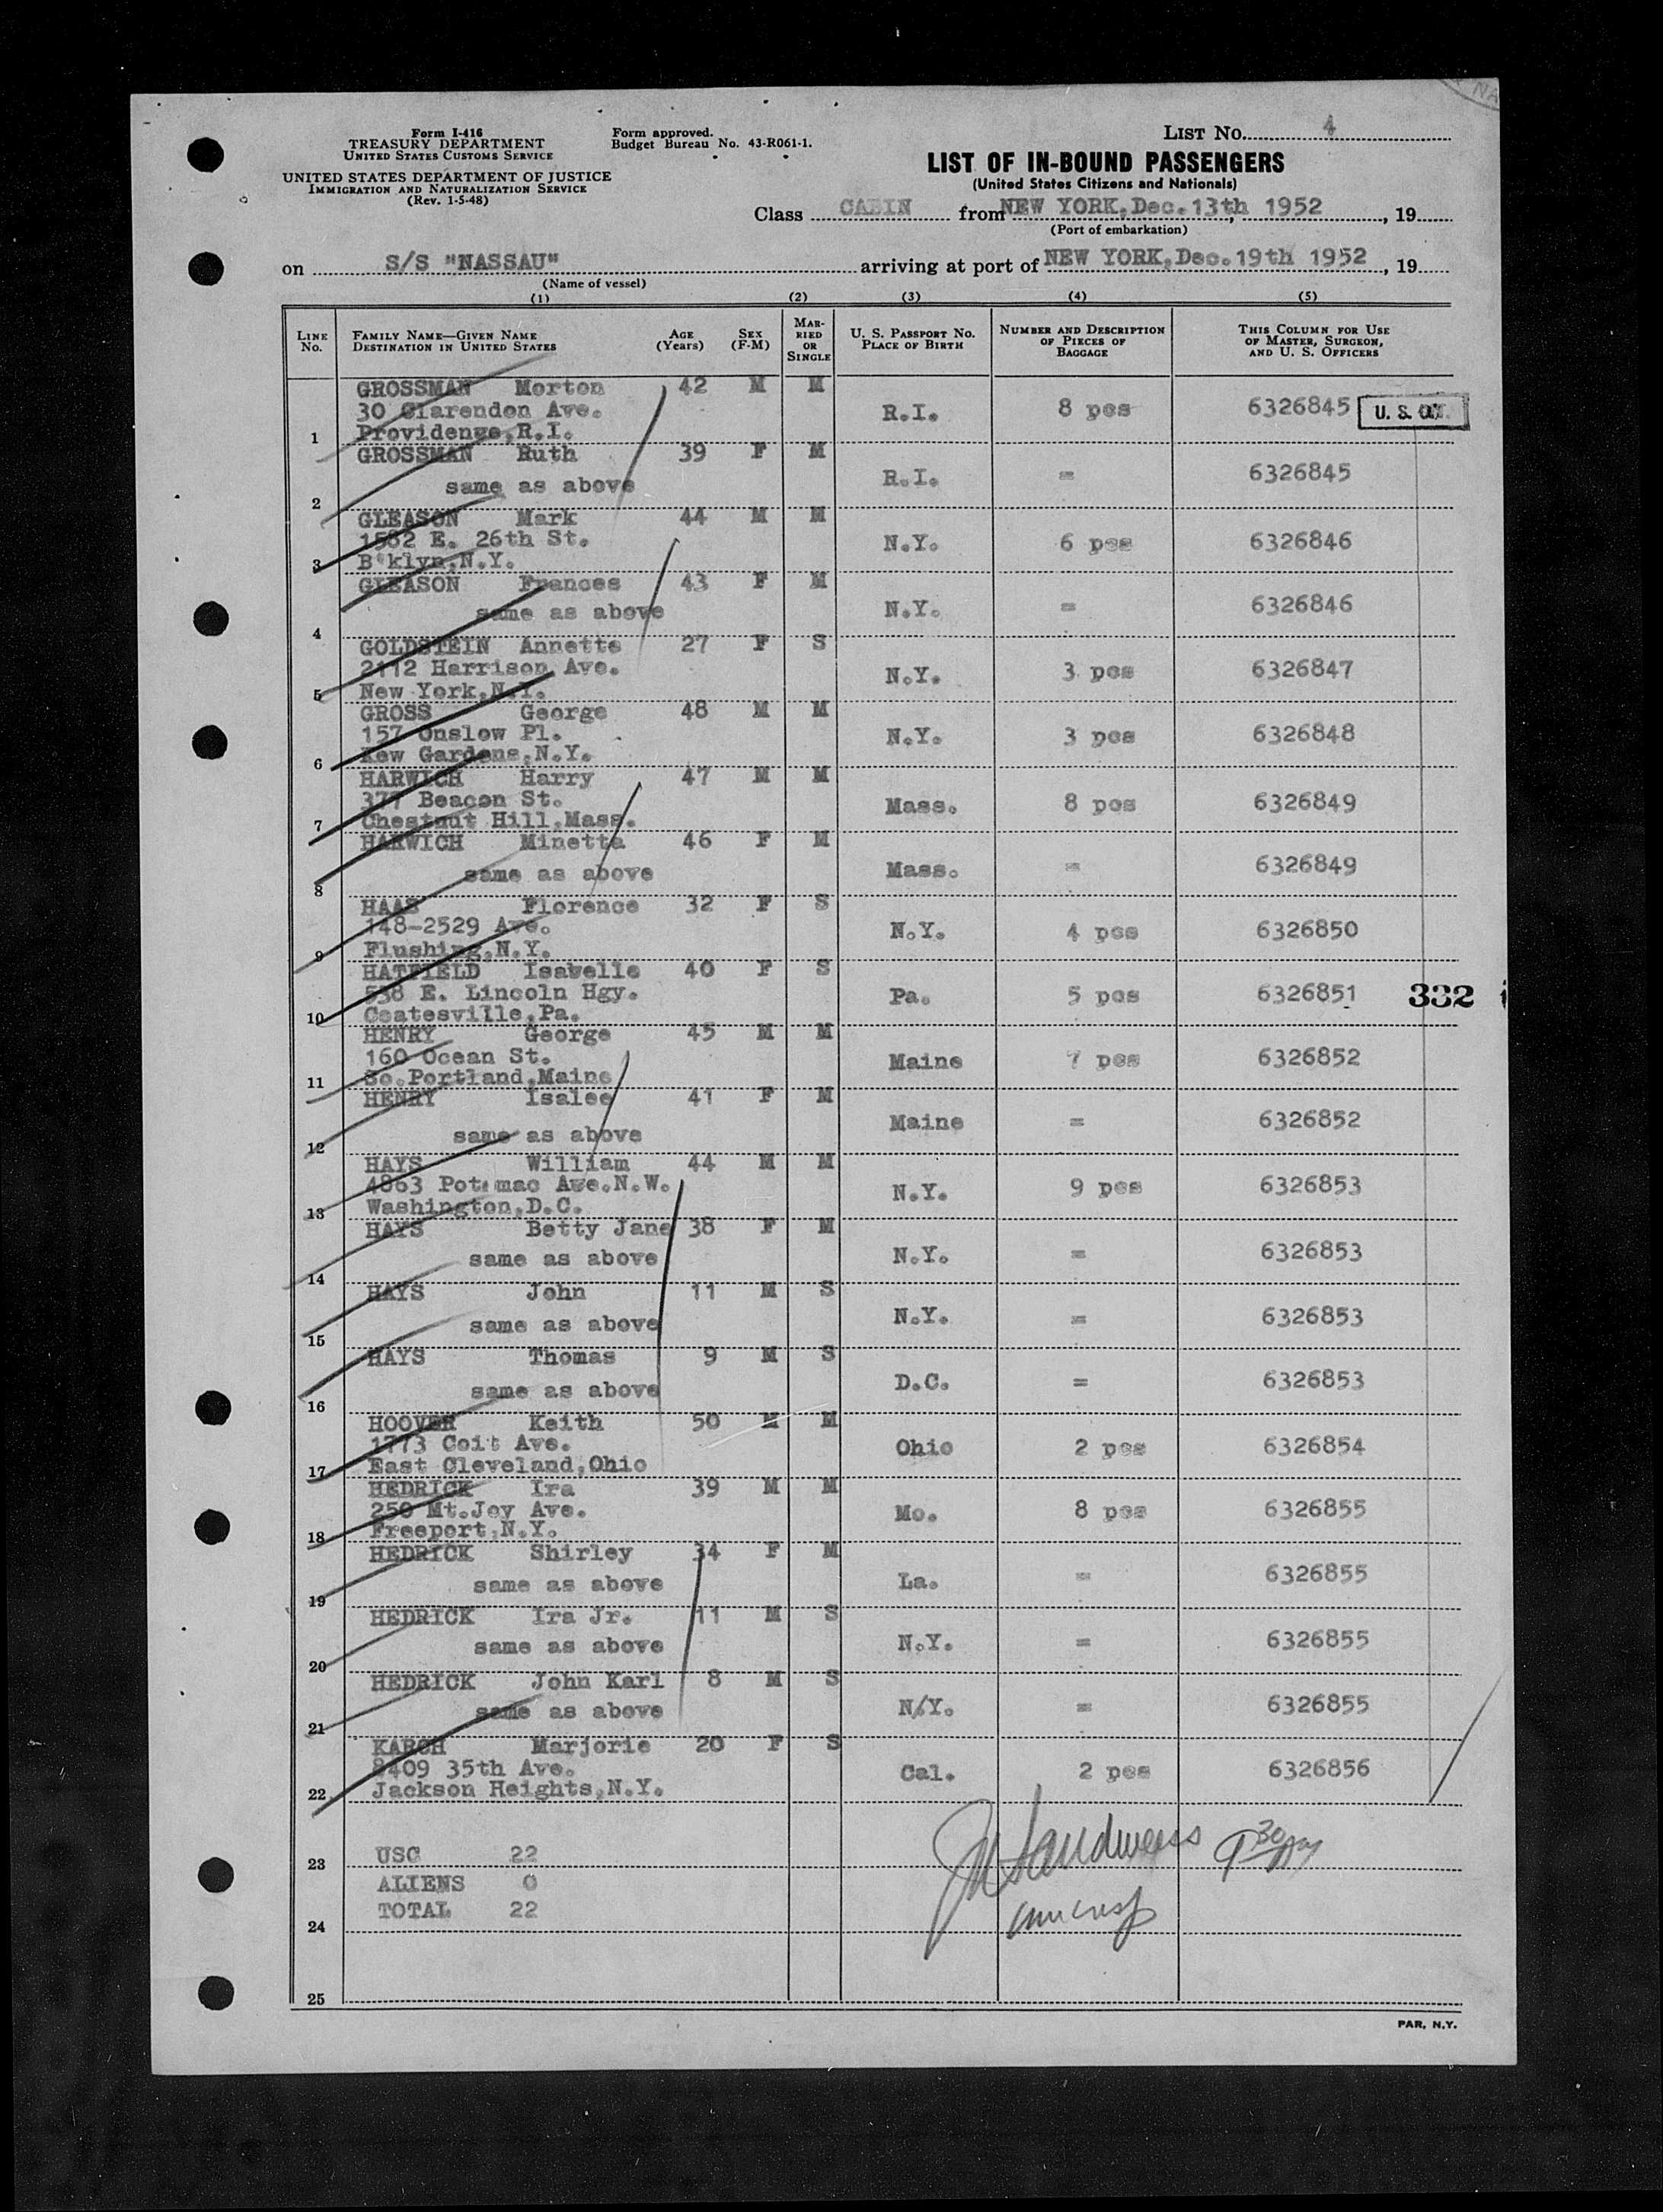 NA
Form I-416
TREASURY DEPARTMENT
UNITED STATES CUSTOMS SERVICE
UNITED STATES DEPARTMENT OF JUSTICE
IMMIGRATION AND NATURALIZATION SERVICE
(Rev. 1-5-48)
Form approved.
Budget Bureau No. 43-R061-1.
LIST No. 4
LIST OF IN-BOUND PASSENGERS
(United States Citizens and Nationals)
Class CABIN from NEW YORK, Dec. 13th, 1952, 19
(Port of embarkation)
on S/S "NASSAU" arriving at port of NEW YORK, Dec. 19th 1952, 19
(Name of vessel)
(1) (2) (3) (4) (5)
LINE No. FAMILY NAME—GIVEN NAME DESTINATION IN UNITED STATES AGE (Years) SEX (F-M) MARRIED OR SINGLE U. S. PASSPORT No. PLACE OF BIRTH NUMBER AND DESCRIPTION OF PIECES OF BAGGAGE THIS COLUMN FOR USE OF MASTER, SURGEON, AND U. S. OFFICERS
GROSSMAN Morton 42 M M
30 Clarendon Ave. R.I. 8 pcs 6326845 U. S.
1 Providence, R.I.
GROSSMAN Ruth 39 F M
2 same as above R.I. = 6326845
GLEASON Mark 44 M M
1582 E. 26th St. N.Y. 6 pcs 6326846
3 B'klyn, N.Y.
GLEASON Frances 43 F M
4 same as above N.Y. = 6326846
GOLDSTEIN Annette 27 F S
2112 Harrison Ave. N.Y. 3 pcs 6326847
5 New York, N.Y.
GROSS George 48 M M
157 Onslow Pl. N.Y. 3 pcs 6326848
6 Kew Gardens, N.Y.
HARWICH Harry 47 M M
377 Beacon St. Mass. 8 pcs 6326849
7 Chestnut Hill, Mass.
HARWICH Minetta 46 F M
8 same as above Mass. = 6326849
HAAS Florence 32 F S
148-2529 Ave. N.Y. 4 pcs 6326850
9 Flushing, N.Y.
HATFIELD Isabelle 40 F S
538 E. Lincoln Hgy. Pa. 5 pcs 6326851 332
10 Coatesville, Pa.
HENRY George 45 M M
160 Ocean St. Maine 7 pcs 6326852
11 So. Portland, Maine
HENRY Isalee 41 F M
12 same as above Maine = 6326852
HAYS William 44 M M
4863 Potomac Ave. N.W. N.Y. 9 pcs 6326853
13 Washington, D.C.
HAYS Betty Jane 38 F M
14 same as above N.Y. = 6326853
HAYS John 11 M S
15 same as above N.Y. = 6326853
HAYS Thomas 9 M S
16 same as above D.C. = 6326853
HOOVER Keith 50 M M
1773 Coit Ave. Ohio 2 pcs 6326854
17 East Cleveland, Ohio
HEDRICK Ira 39 M M
250 Mt. Joy Ave. Mo. 8 pcs 6326855
18 Freeport, N.Y.
HEDRICK Shirley 34 F M
19 same as above La. = 6326855
HEDRICK Ira Jr. 11 M S
20 same as above N.Y. = 6326855
HEDRICK John Karl 8 M S
21 same as above N/Y. = 6326855
KARCH Marjorie 20 F S
8409 35th Ave. Cal. 2 pcs 6326856
22 Jackson Heights, N.Y.
23 USC 22
ALIENS 0
24 TOTAL 22
25
PAR, N.Y.